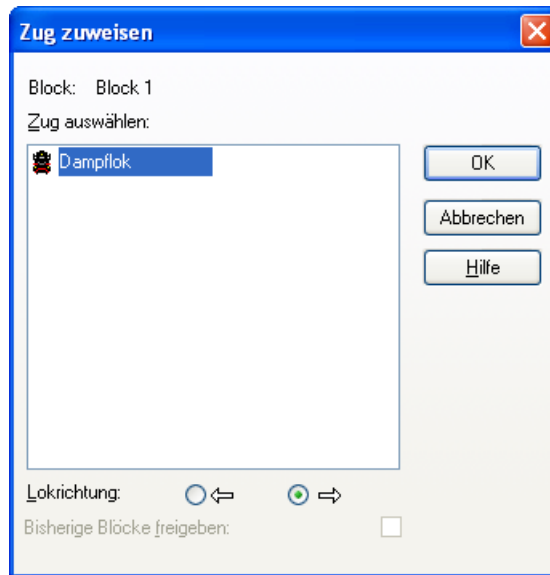 Zug zuweisen
Block: Block 1
Zug auswählen:
Dampflok
OK
Abbrechen
Hilfe
Lokrichtung:
Bisherige Blöcke freigeben: